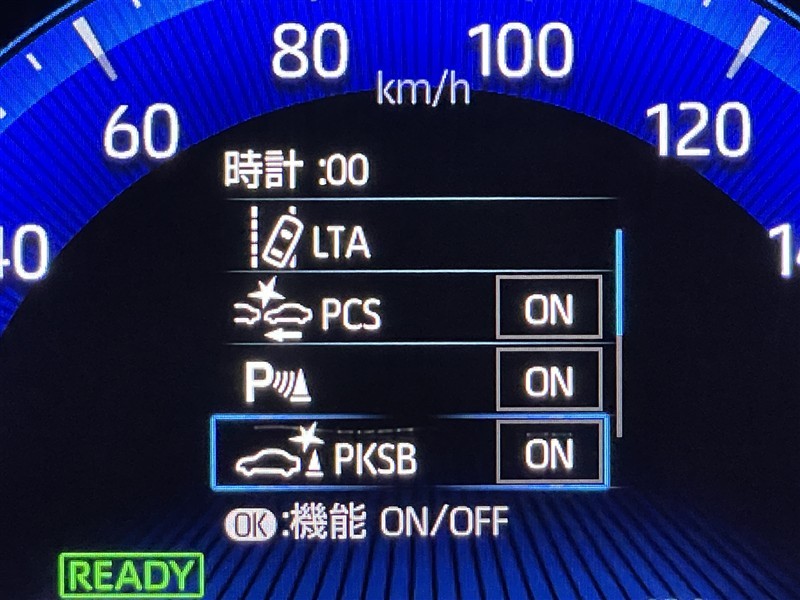 80 100
km/h
60 120
時計 :00
40
LTA
PCS ON
P ON
PKSB ON
OK :機能 ON/OFF
READY